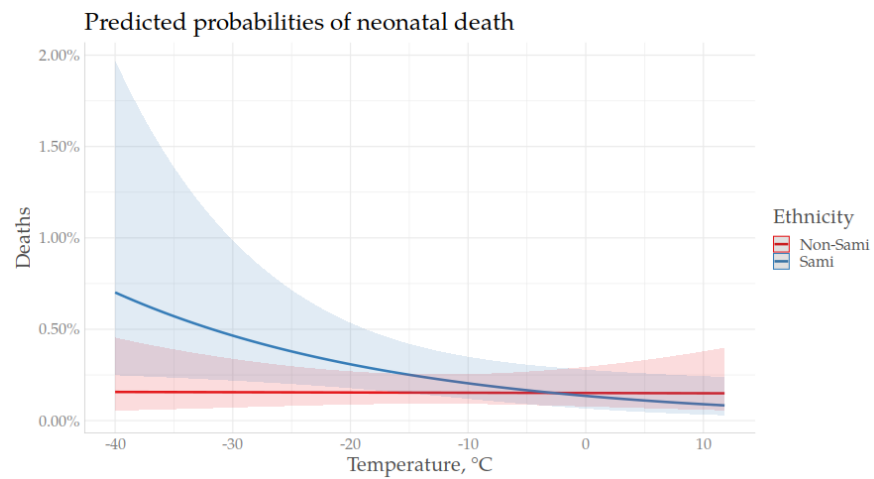 Predicted probabilities of neonatal death
2.00%
1.50%
1.00%
0.50%
0.00%
Deaths
-40
-30
-20
-10
0
10
Temperature, °C
Ethnicity
Non-Sami
Sami